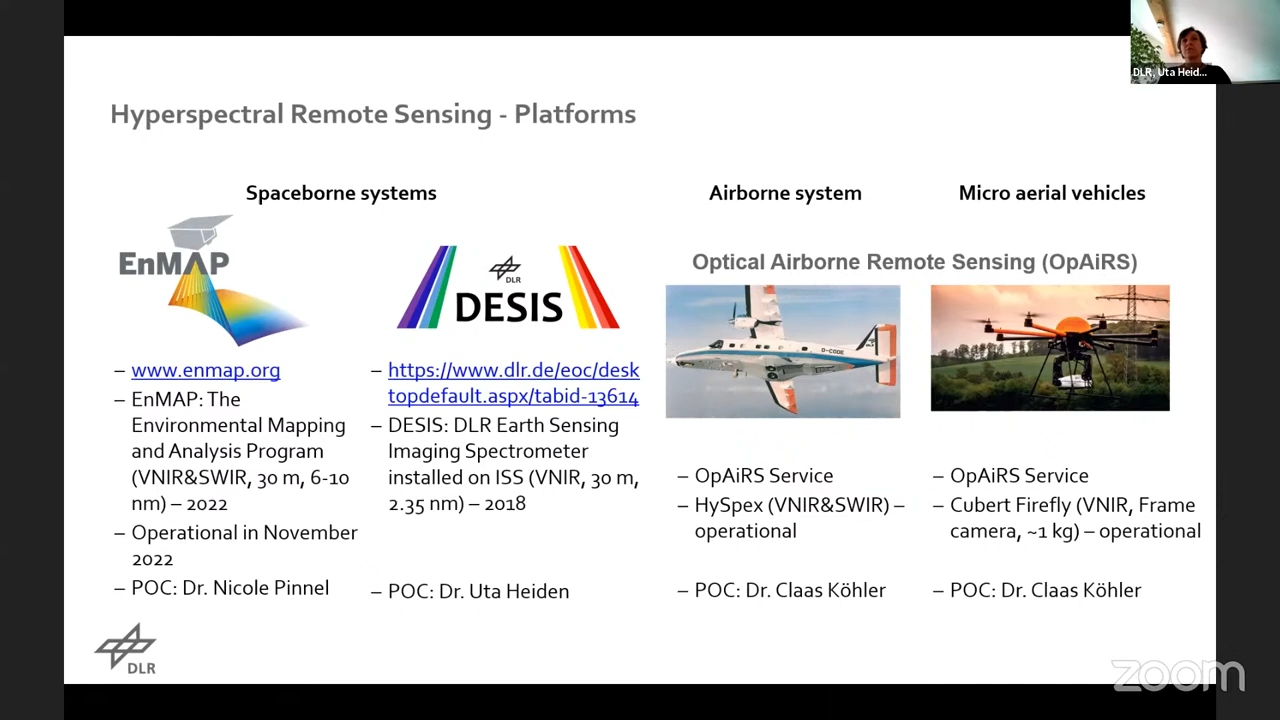 DLR, Uta Heid...
Hyperspectral Remote Sensing - Platforms
Spaceborne systems
EnMAP
DLR
DESIS
– www.enmap.org
– EnMAP: The
Environmental Mapping
and Analysis Program
(VNIR&SWIR, 30 m, 6-10
nm) – 2022
– Operational in November
2022
– POC: Dr. Nicole Pinnel
– https://www.dlr.de/eoc/desk
topdefault.aspx/tabid-13614
– DESIS: DLR Earth Sensing
Imaging Spectrometer
installed on ISS (VNIR, 30 m,
2.35 nm) – 2018
– POC: Dr. Uta Heiden
Airborne system
Micro aerial vehicles
Optical Airborne Remote Sensing (OpAiRS)
D-CODE
– OpAiRS Service
– HySpex (VNIR&SWIR) –
operational
– POC: Dr. Claas Köhler
– OpAiRS Service
– Cubert Firefly (VNIR, Frame
camera, ~1 kg) – operational
– POC: Dr. Claas Köhler
DLR
zoom